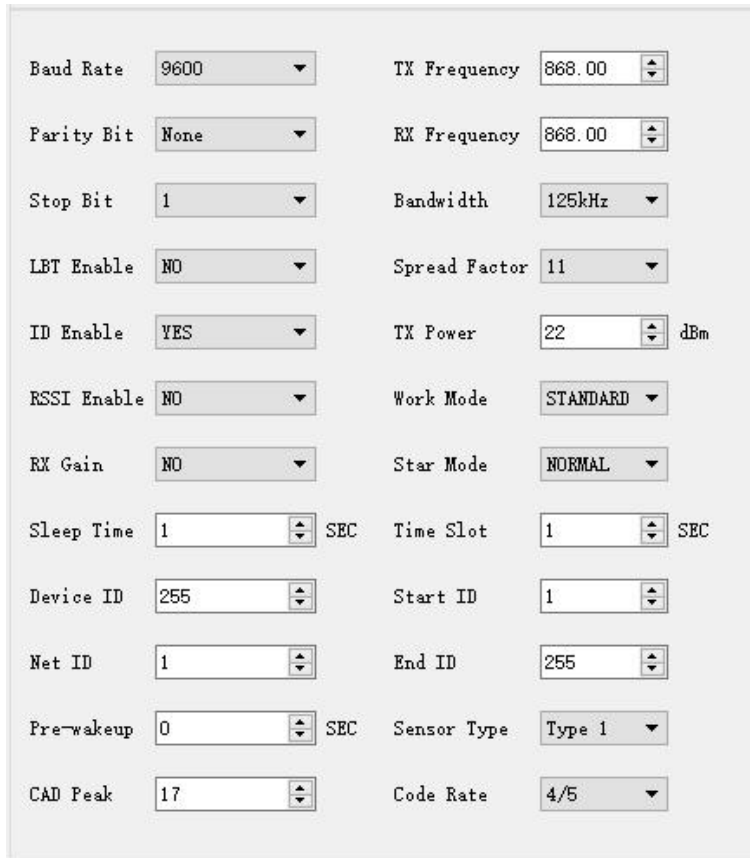 Baud Rate 9600 TX Frequency 868.00
Parity Bit None RX Frequency 868.00
Stop Bit 1 Bandwidth 125kHz
LBT Enable NO Spread Factor 11
ID Enable YES TX Power 22 dBm
RSSI Enable NO Work Mode STANDARD
RX Gain NO Star Mode NORMAL
Sleep Time 1 SEC Time Slot 1 SEC
Device ID 255 Start ID 1
Net ID 1 End ID 255
Pre-wakeup 0 SEC Sensor Type Type 1
CAD Peak 17 Code Rate 4/5